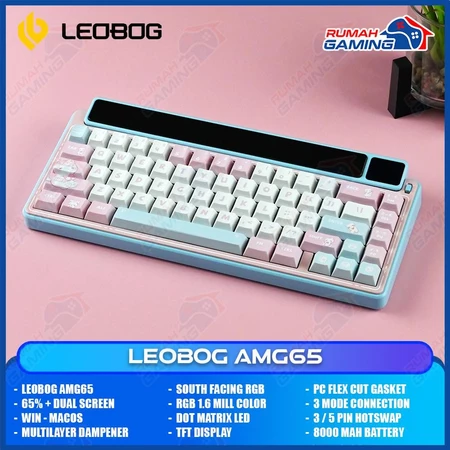 LEOBOG
RUMAH
GAMING
LEOBOG AMG65
- LEOBOG AMG65
- 65% + DUAL SCREEN
- WIN - MACOS
- MULTILAYER DAMPENER
- SOUTH FACING RGB
- RGB 1.6 MILL COLOR
- DOT MATRIX LED
- TFT DISPLAY
- PC FLEX CUT GASKET
- 3 MODE CONNECTION
- 3 / 5 PIN HOTSWAP
- 8000 MAH BATTERY